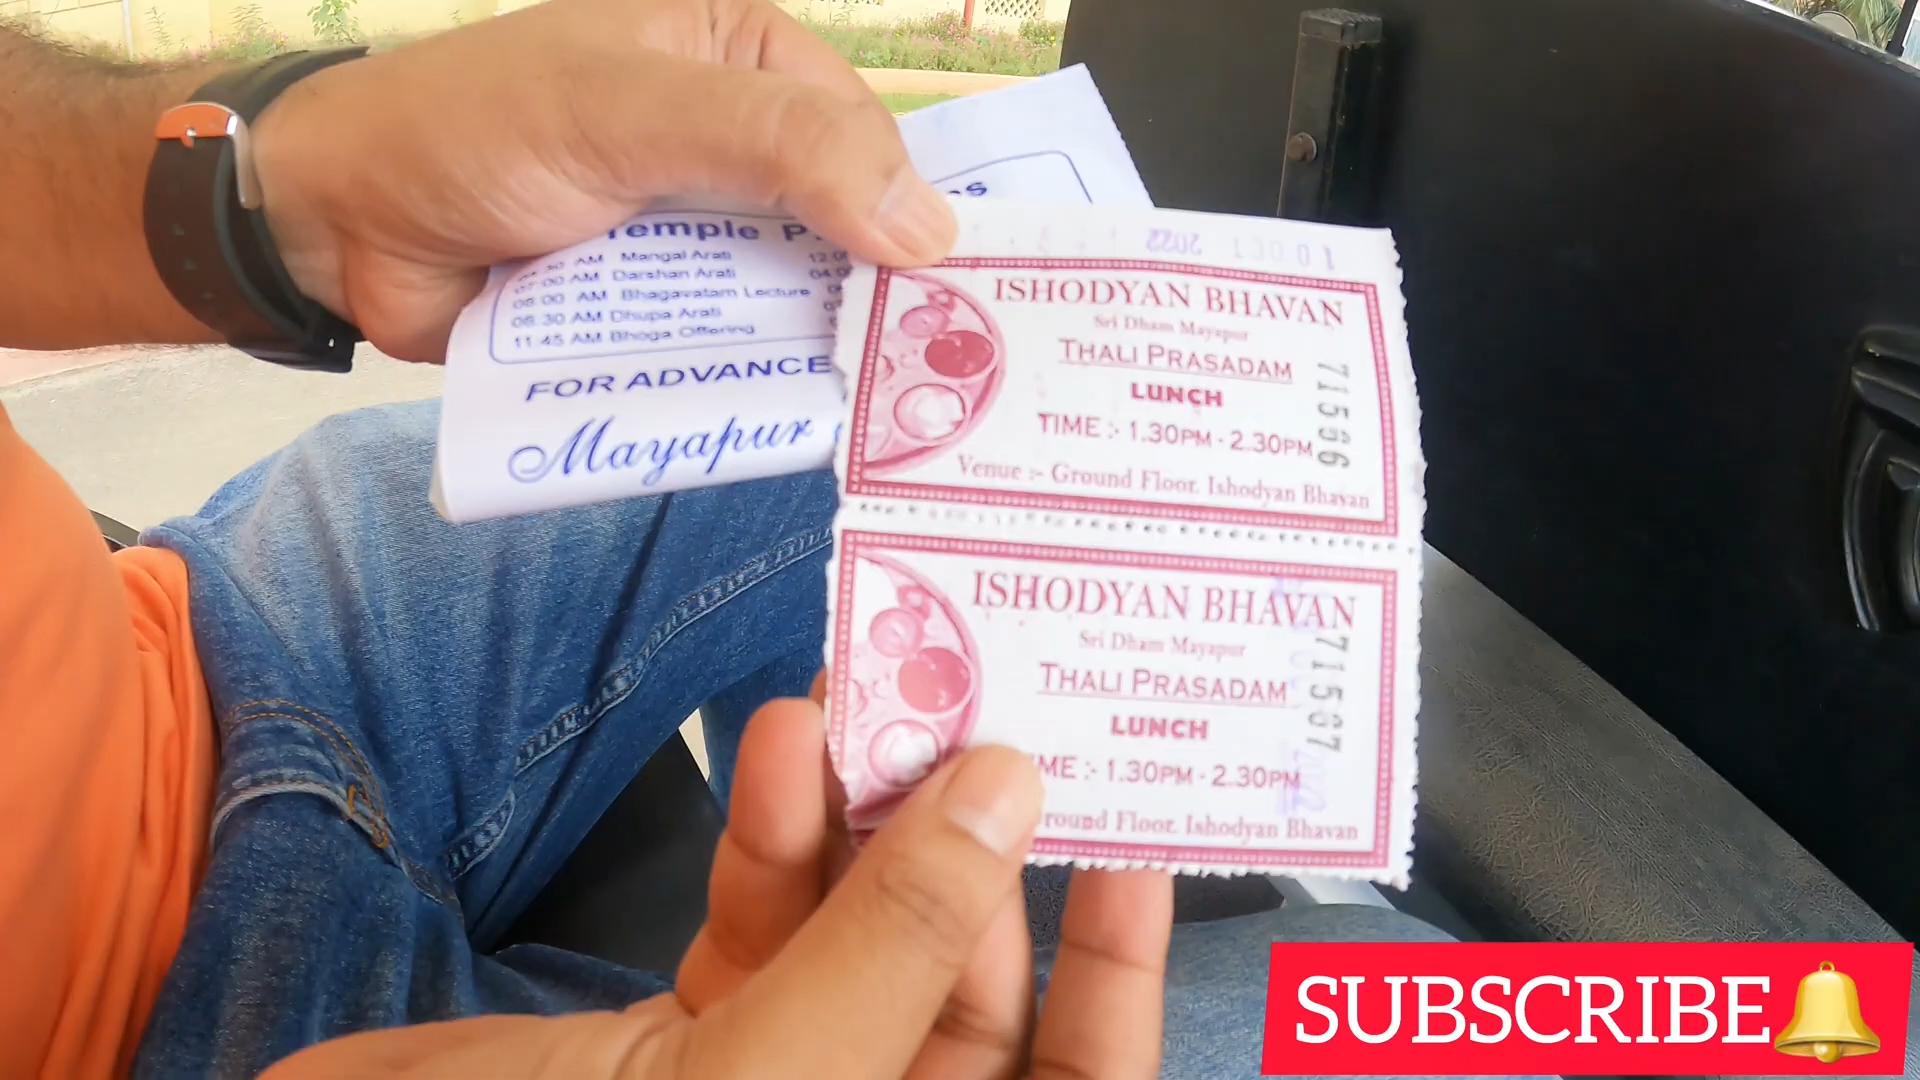 Temple
AM Mangal Arati
07:00 AM Darshan Arati
08:00 AM Bhagavatam Lecture
08:30 AM Dhupa Arati
11:45 AM Bhoga Offering
FOR ADVANCE
Mayapur
2022
ISHODYAN BHAVAN
Sri Dham Mayapur
THALI PRASADAM
LUNCH
TIME :- 1.30PM - 2.30PM
Venue :- Ground Floor. Ishodyan Bhavan
71566
ISHODYAN BHAVAN
Sri Dham Mayapur
THALI PRASADAM
LUNCH
ME :- 1.30PM - 2.30PM
round Floor. Ishodyan Bhavan
71567
SUBSCRIBE